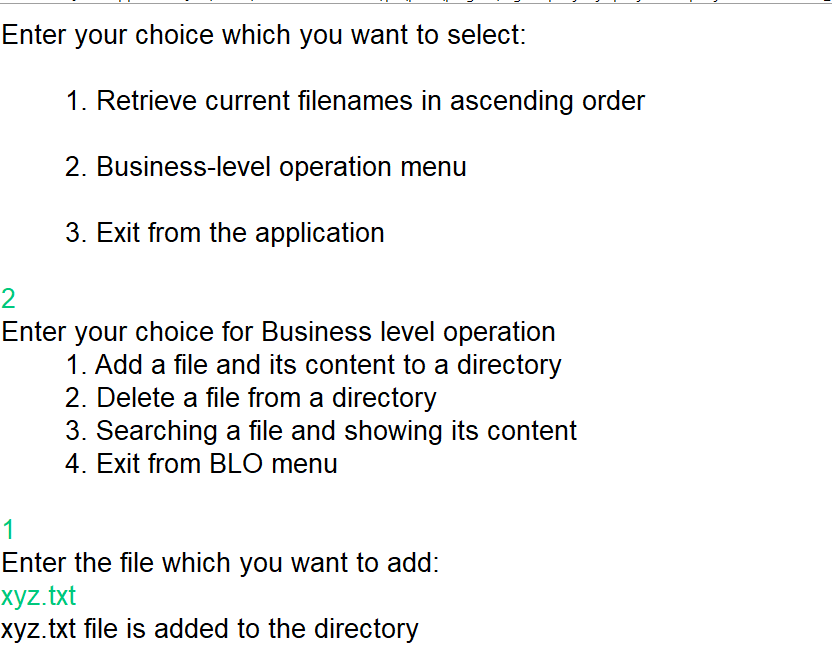 Enter your choice which you want to select:
1. Retrieve current filenames in ascending order
2. Business-level operation menu
3. Exit from the application
2
Enter your choice for Business level operation
1. Add a file and its content to a directory
2. Delete a file from a directory
3. Searching a file and showing its content
4. Exit from BLO menu
1
Enter the file which you want to add:
xyz.txt
xyz.txt file is added to the directory